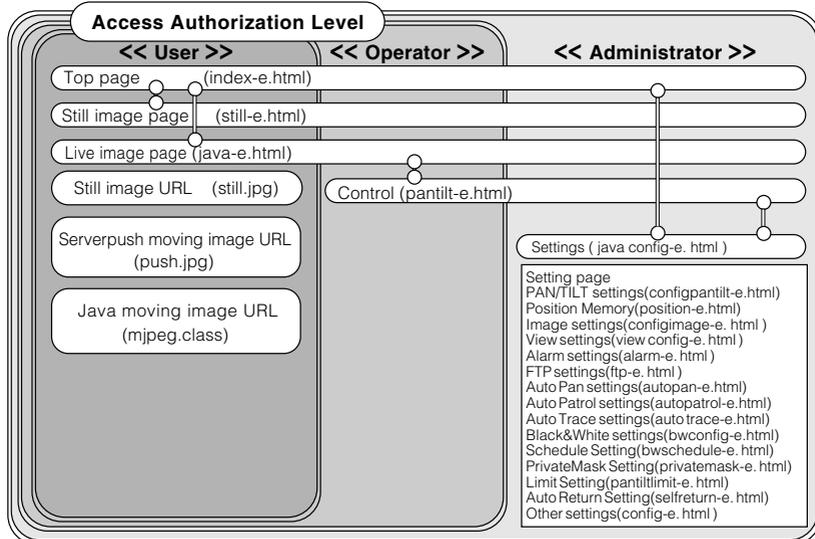 Access Authorization Level
<< User >> << Operator >> << Administrator >>
Top page (index-e.html)
Still image page (still-e.html)
Live image page (java-e.html)
Still image URL (still.jpg)
Control (pantilt-e.html)
Serverpush moving image URL
(push.jpg)
Settings ( java config-e. html )
Java moving image URL
(mjpeg.class)
Setting page
PAN/TILT settings(configpantilt-e.html)
Position Memory(position-e.html)
Image settings(configimage-e. html )
View settings(view config-e. html )
Alarm settings(alarm-e. html )
FTP settings(ftp-e. html )
Auto Pan settings(autopan-e.html)
Auto Patrol settings(autopatrol-e.html)
Auto Trace settings(auto trace-e.html)
Black&White settings(bwconfig-e.html)
Schedule Setting(bwschedule-e. html)
PrivateMask Setting(privatemask-e. html)
Limit Setting(pantiltlimit-e. html)
Auto Return Setting(selfreturn-e. html)
Other settings(config-e. html )